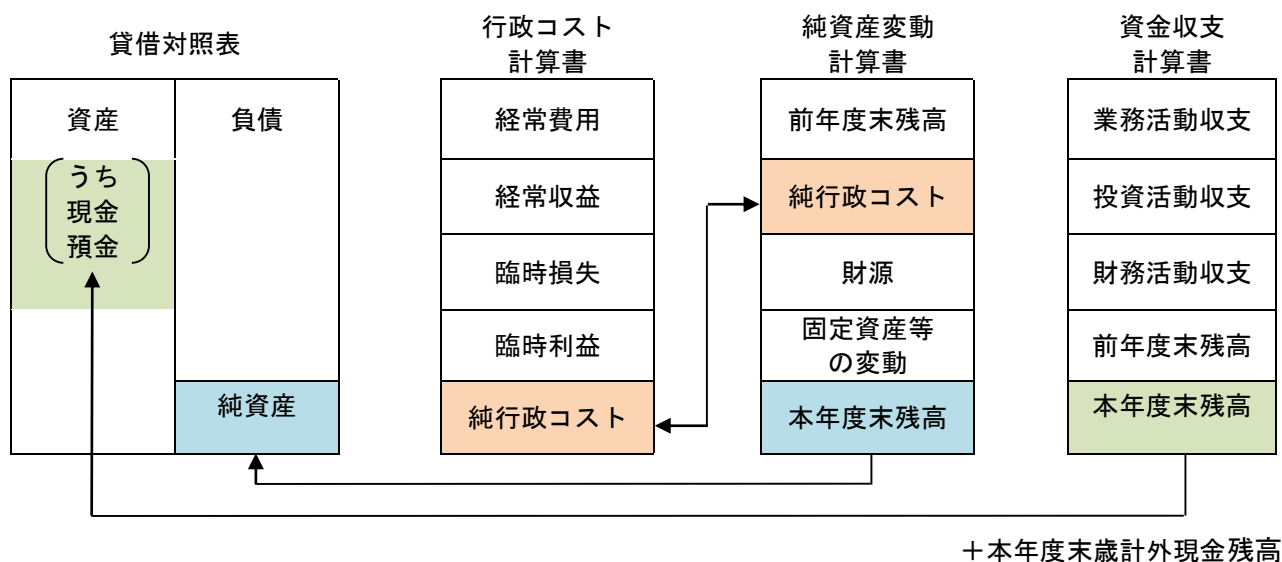 貸借対照表
資産
負債
うち
現金
預金
純資産
行政コスト
計算書
経常費用
経常収益
臨時損失
臨時利益
純行政コスト
純資産変動
計算書
前年度末残高
純行政コスト
財源
固定資産等
の変動
本年度末残高
資金収支
計算書
業務活動収支
投資活動収支
財務活動収支
前年度末残高
本年度末残高
＋本年度末歳計外現金残高